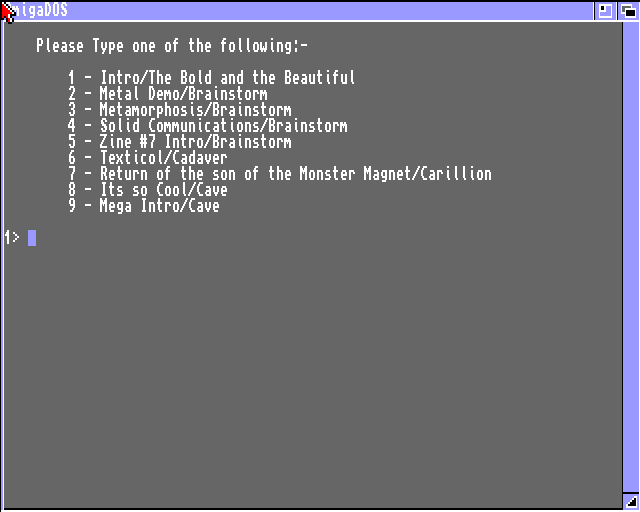 migaDOS
Please Type one of the following:-
1 - Intro/The Bold and the Beautiful
2 - Metal Demo/Brainstorm
3 - Metamorphosis/Brainstorm
4 - Solid Communications/Brainstorm
5 - Zine #7 Intro/Brainstorm
6 - Texticol/Cadaver
7 - Return of the son of the Monster Magnet/Carillion
8 - Its so Cool/Cave
9 - Mega Intro/Cave
1>